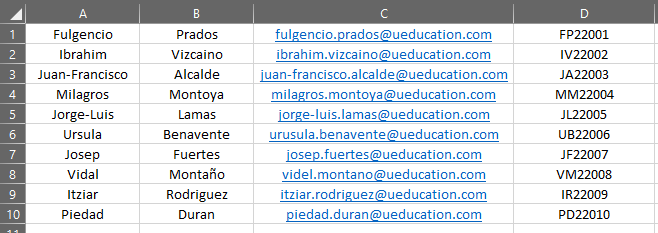 A B C D
1 Fulgencio Prados fulgencio.prados@ueducation.com FP22001
2 Ibrahim Vizcaino ibrahim.vizcaino@ueducation.com IV22002
3 Juan-Francisco Alcalde juan-francisco.alcalde@ueducation.com JA22003
4 Milagros Montoya milagros.montoya@ueducation.com MM22004
5 Jorge-Luis Lamas jorge-luis.lamas@ueducation.com JL22005
6 Ursula Benavente urusula.benavente@ueducation.com UB22006
7 Josep Fuertes josep.fuertes@ueducation.com JF22007
8 Vidal Montaño videl.montano@ueducation.com VM22008
9 Itziar Rodriguez itziar.rodriguez@ueducation.com IR22009
10 Piedad Duran piedad.duran@ueducation.com PD22010